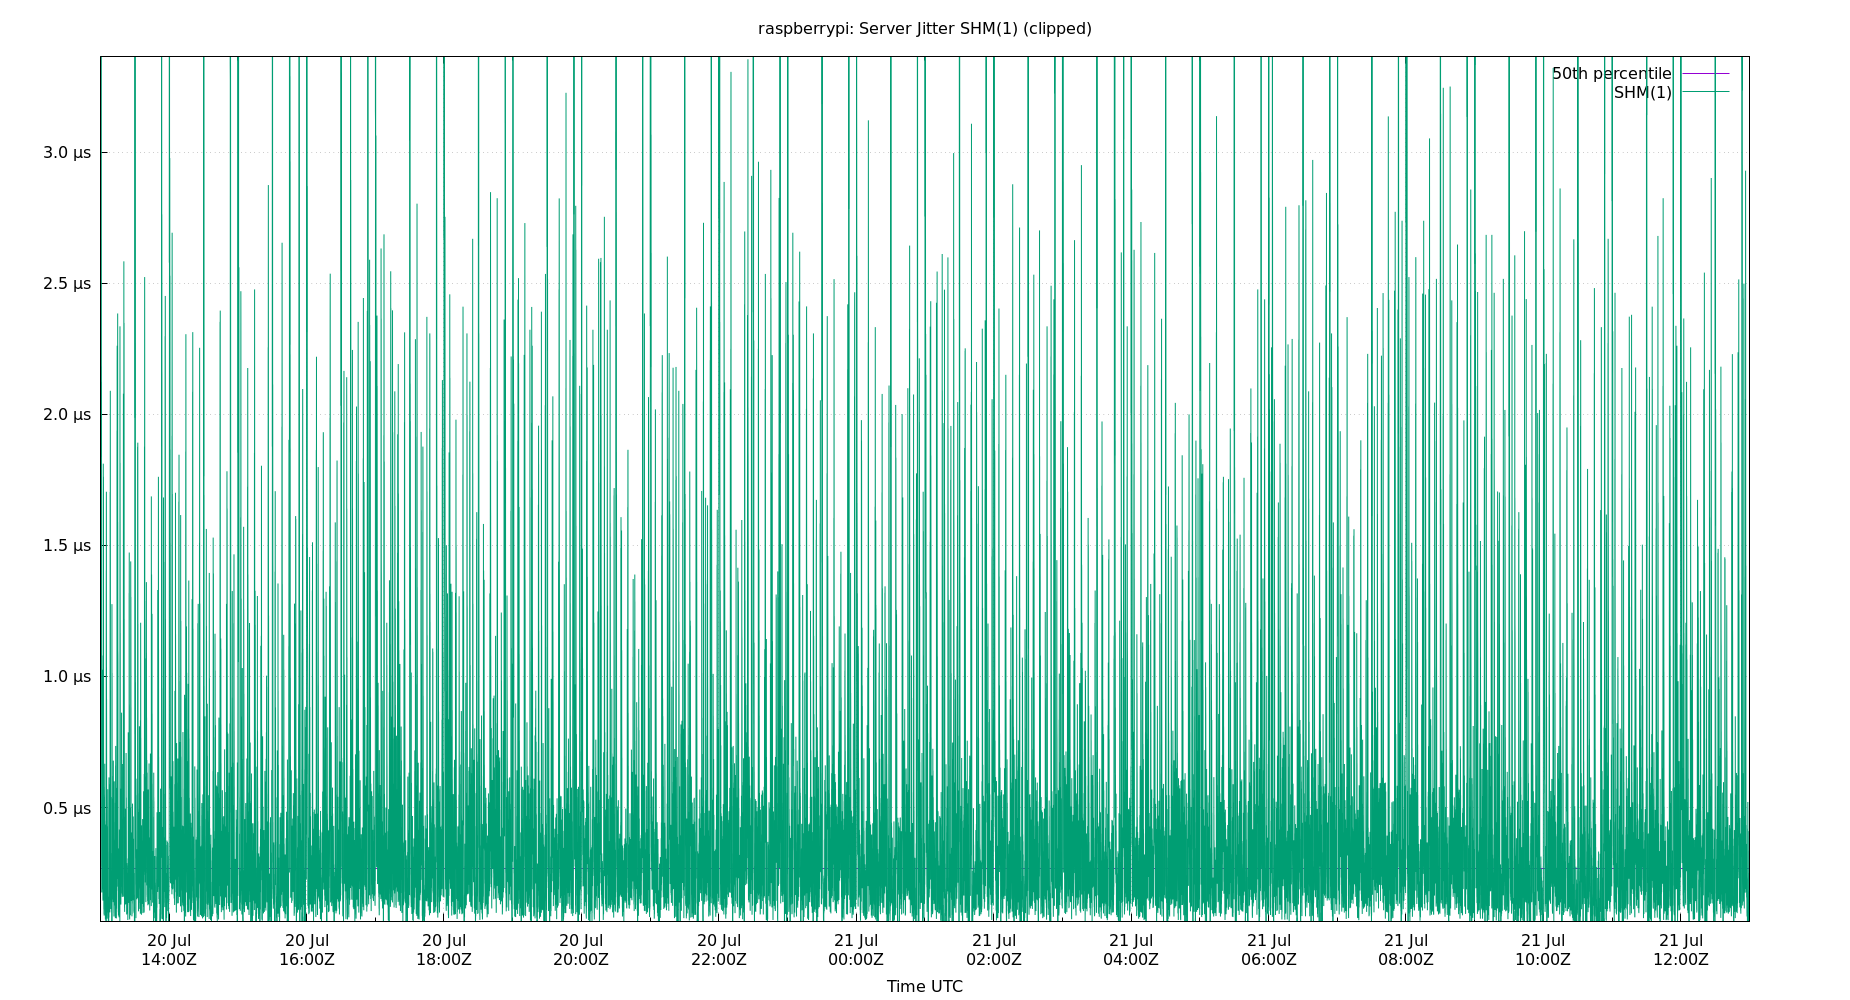 raspberrypi: Server Jitter SHM(1) (clipped)
50th percentile
SHM(1)
3.0 µs
2.5 µs
2.0 µs
1.5 µs
1.0 µs
0.5 µs
20 Jul 20 Jul 20 Jul 20 Jul 20 Jul 21 Jul 21 Jul 21 Jul 21 Jul 21 Jul 21 Jul 21 Jul
14:00Z 16:00Z 18:00Z 20:00Z 22:00Z 00:00Z 02:00Z 04:00Z 06:00Z 08:00Z 10:00Z 12:00Z
Time UTC